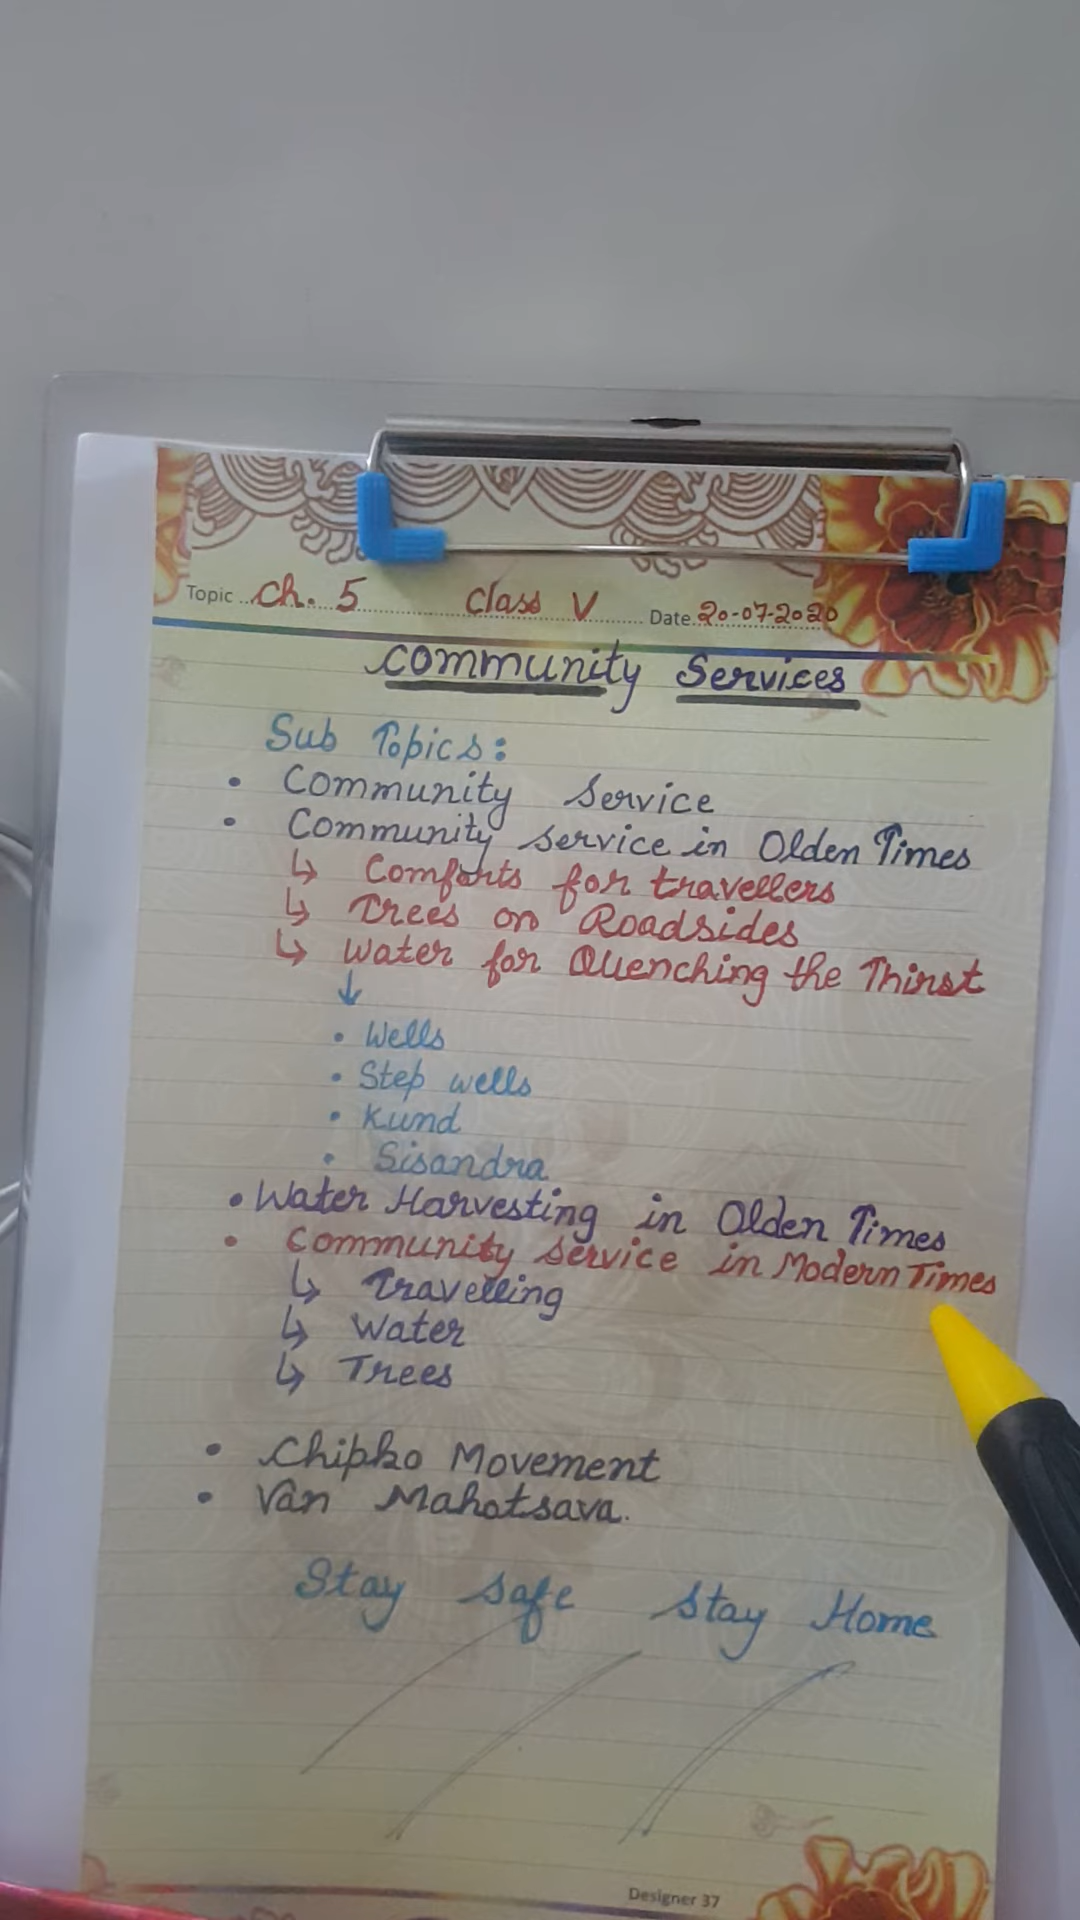 Topic Ch. 5 Class V Date 20-07-2020
Community Services
Sub Topics:
• Community Service
• Community Service in Olden Times
↳ Comforts for travellers
↳ Trees on Roadsides
↳ Water for Quenching the Thirst
↓
• Wells
• Step wells
• Kund
• Sisandra
• Water Harvesting in Olden Times
• Community Service in Modern Times
↳ Travelling
↳ Water
↳ Trees
• Chipko Movement
• Van Mahotsava.
Stay Safe Stay Home
Designer 37